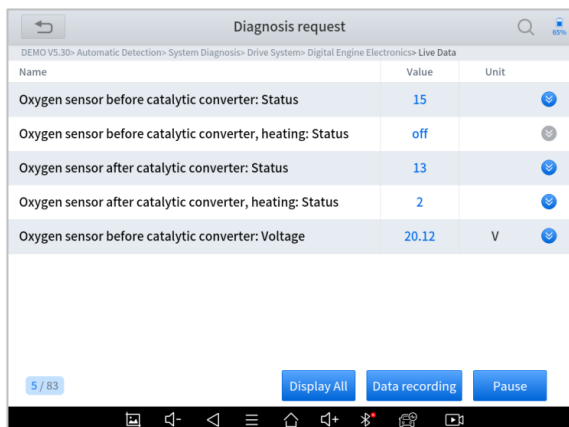 Diagnosis request
65%
DEMO V5.30> Automatic Detection> System Diagnosis> Drive System> Digital Engine Electronics> Live Data
Name Value Unit
Oxygen sensor before catalytic converter: Status 15
Oxygen sensor before catalytic converter, heating: Status off
Oxygen sensor after catalytic converter: Status 13
Oxygen sensor after catalytic converter, heating: Status 2
Oxygen sensor before catalytic converter: Voltage 20.12 V
5 / 83 Display All Data recording Pause